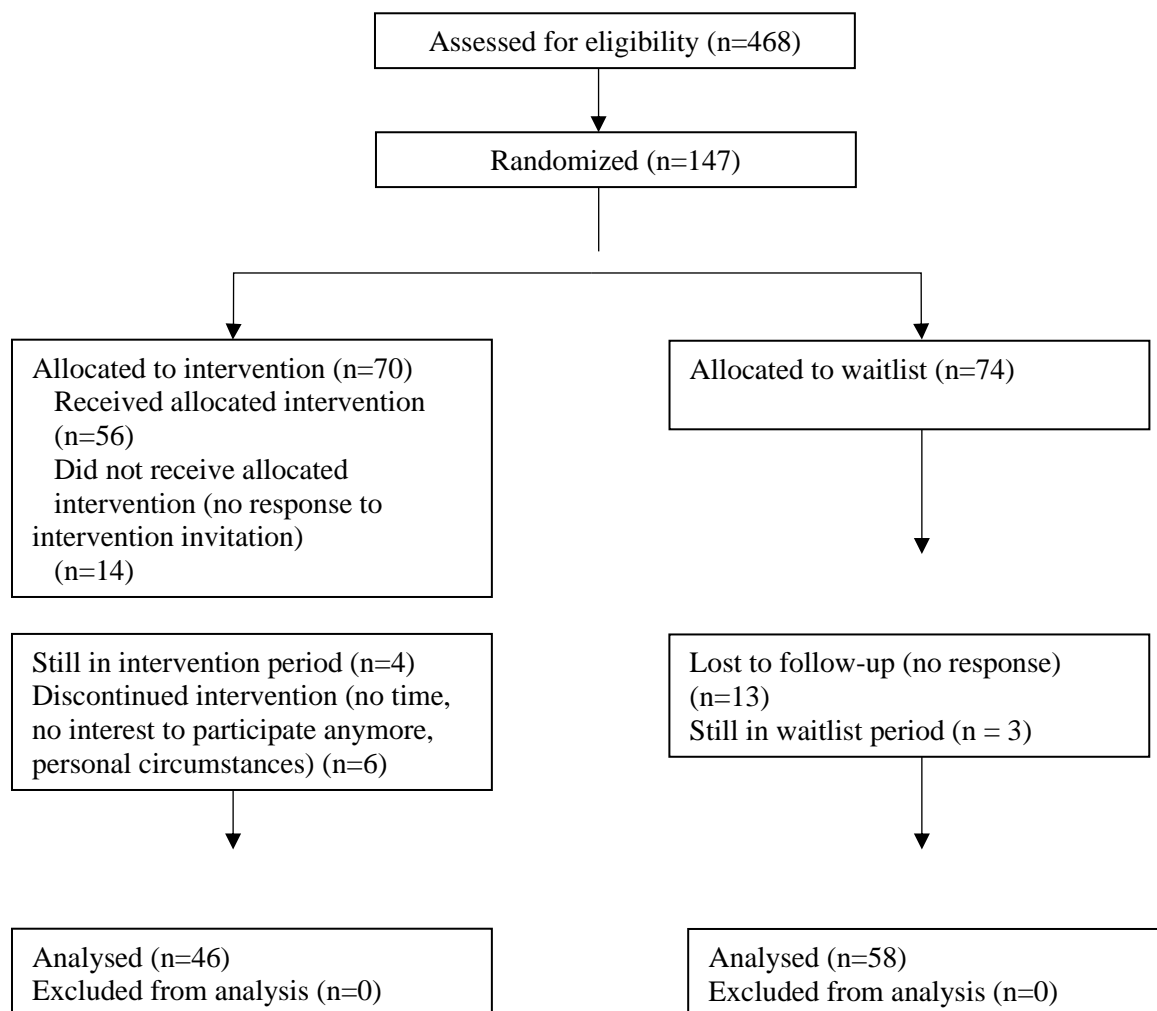 Assessed for eligibility (n=468)
Randomized (n=147)
Allocated to intervention (n=70)
Received allocated intervention
(n=56)
Did not receive allocated
intervention (no response to
intervention invitation)
(n=14)
Allocated to waitlist (n=74)
Still in intervention period (n=4)
Discontinued intervention (no time,
no interest to participate anymore,
personal circumstances) (n=6)
Lost to follow-up (no response)
(n=13)
Still in waitlist period (n = 3)
Analysed (n=46)
Excluded from analysis (n=0)
Analysed (n=58)
Excluded from analysis (n=0)